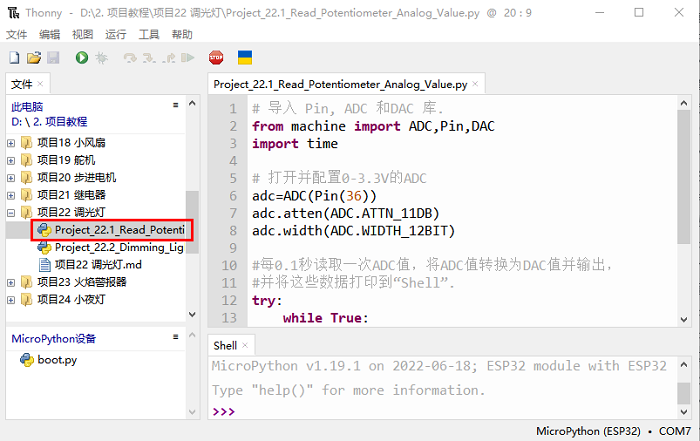 Thonny - D:\2. 项目教程\项目22 调光灯\Project_22.1_Read_Potentiometer_Analog_Value.py @ 20 : 9
文件 编辑 视图 运行 工具 帮助
STOP
文件 ×
此电脑
D: \ 2. 项目教程
项目18 小风扇
项目19 舵机
项目20 步进电机
项目21 继电器
项目22 调光灯
Project_22.1_Read_Potenti
Project_22.2_Dimming_Lig
项目22 调光灯.md
项目23 火焰警报器
项目24 小夜灯
MicroPython设备
boot.py
Project_22.1_Read_Potentiometer_Analog_Value.py ×
1 # 导入 Pin, ADC 和DAC 库.
2 from machine import ADC,Pin,DAC
3 import time
4
5 # 打开并配置0-3.3V的ADC
6 adc=ADC(Pin(36))
7 adc.atten(ADC.ATTN_11DB)
8 adc.width(ADC.WIDTH_12BIT)
9
10 #每0.1秒读取一次ADC值，将ADC值转换为DAC值并输出，
11 #并将这些数据打印到“Shell”.
12 try:
13 while True:
Shell ×
MicroPython v1.19.1 on 2022-06-18; ESP32 module with ESP32
Type "help()" for more information.
>>>
MicroPython (ESP32) • COM7